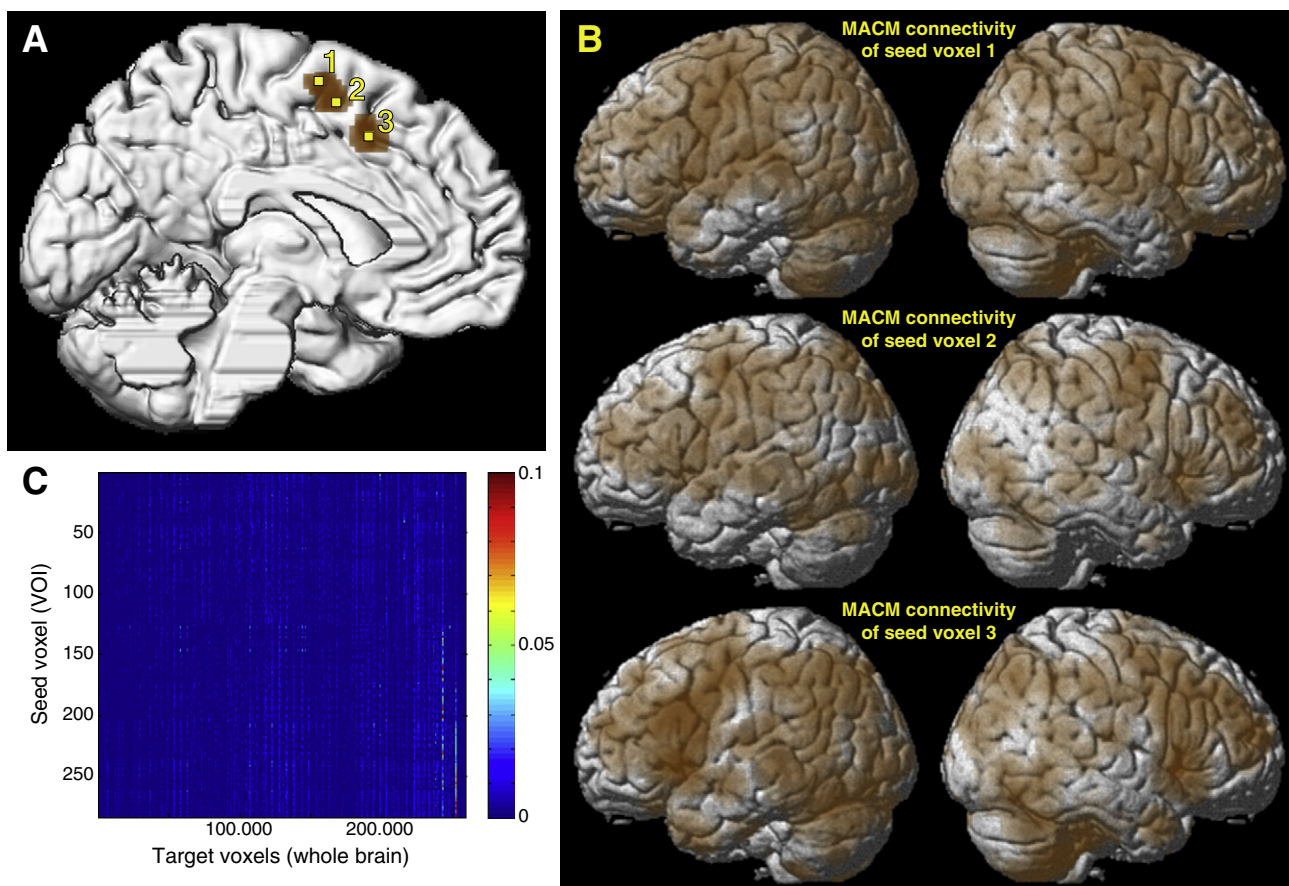 A
1
2
3
B
MACM connectivity
of seed voxel 1
MACM connectivity
of seed voxel 2
MACM connectivity
of seed voxel 3
C
Seed voxel (VOI)
50
100
150
200
250
100.000 200.000
Target voxels (whole brain)
0.1
0.05
0